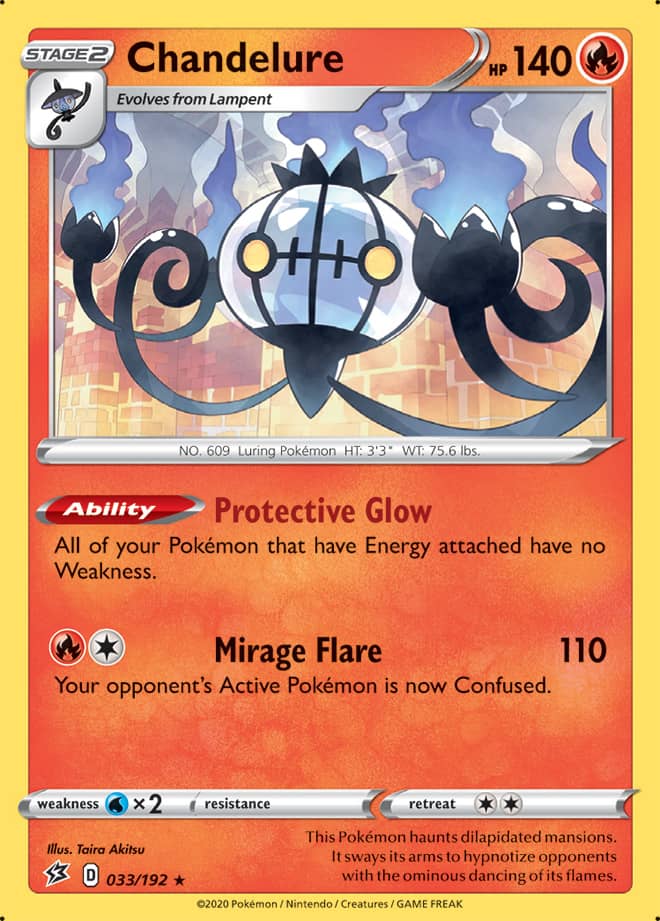 STAGE2
Chandelure
HP 140
Evolves from Lampent
NO. 609 Luring Pokémon HT: 3'3" WT: 75.6 lbs.
Ability Protective Glow
All of your Pokémon that have Energy attached have no
Weakness.
Mirage Flare 110
Your opponent's Active Pokémon is now Confused.
weakness ×2 resistance retreat
Illus. Taira Akitsu
D 033/192 ★
This Pokémon haunts dilapidated mansions.
It sways its arms to hypnotize opponents
with the ominous dancing of its flames.
©2020 Pokémon / Nintendo / Creatures / GAME FREAK